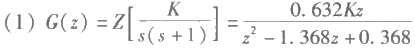 (1) G(z) = Z[K/(s(s+1))] = 0.632Kz/(z² - 1.368z + 0.368)